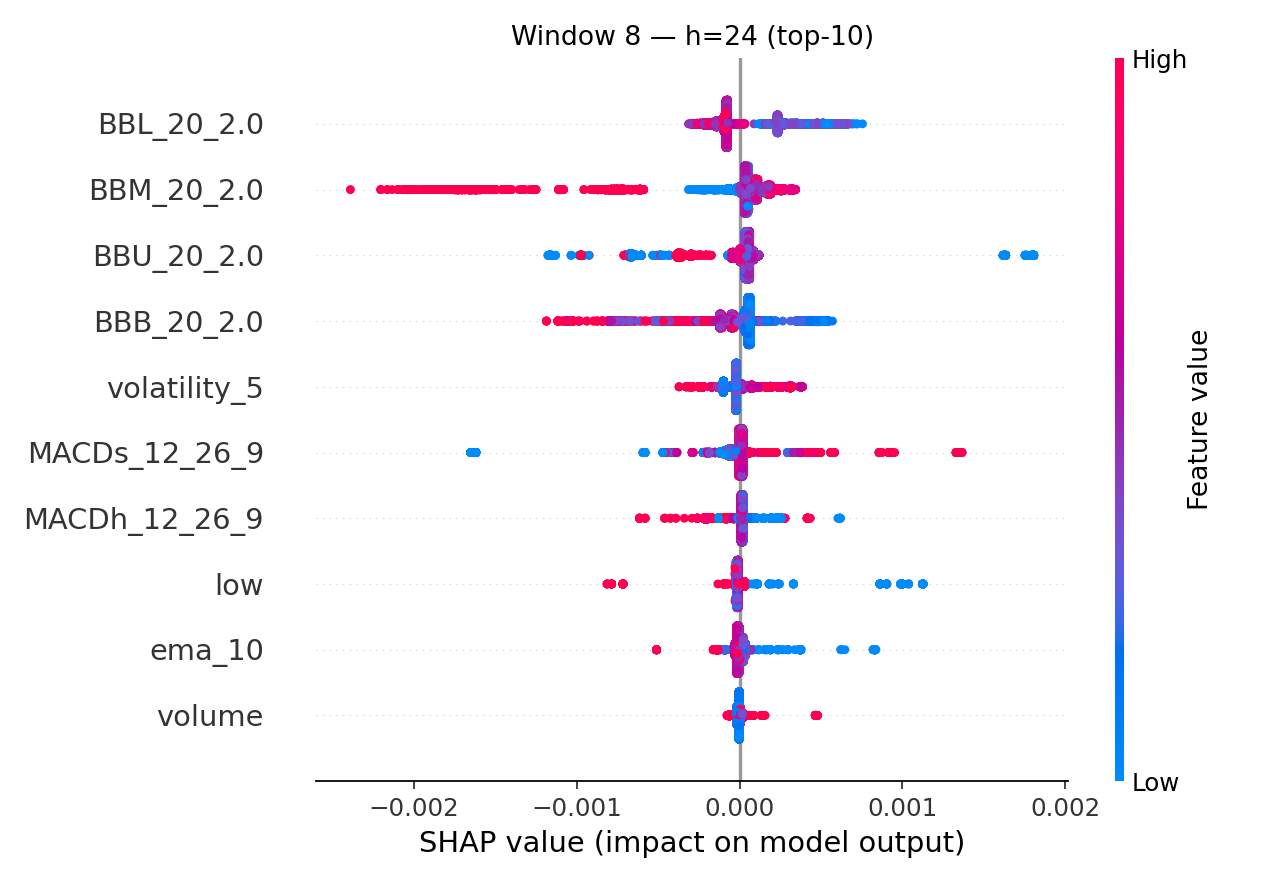 Window 8 — h=24 (top-10)
High
BBL_20_2.0
BBM_20_2.0
BBU_20_2.0
BBB_20_2.0
volatility_5
MACDs_12_26_9
MACDh_12_26_9
low
ema_10
volume
Feature value
Low
−0.002 −0.001 0.000 0.001 0.002
SHAP value (impact on model output)